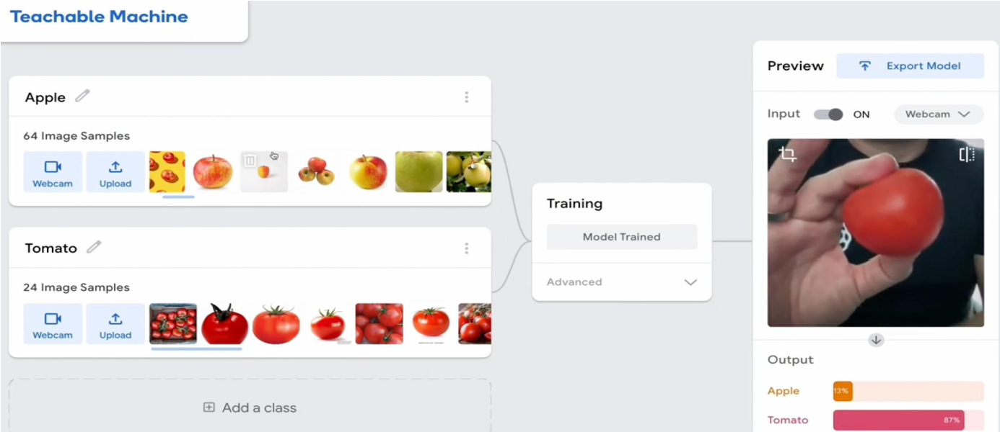 Teachable Machine
Apple
64 Image Samples
Webcam
Upload
Tomato
24 Image Samples
Webcam
Upload
Add a class
Training
Model Trained
Advanced
Preview
Export Model
Input
ON
Webcam
Output
Apple
13%
Tomato
87%